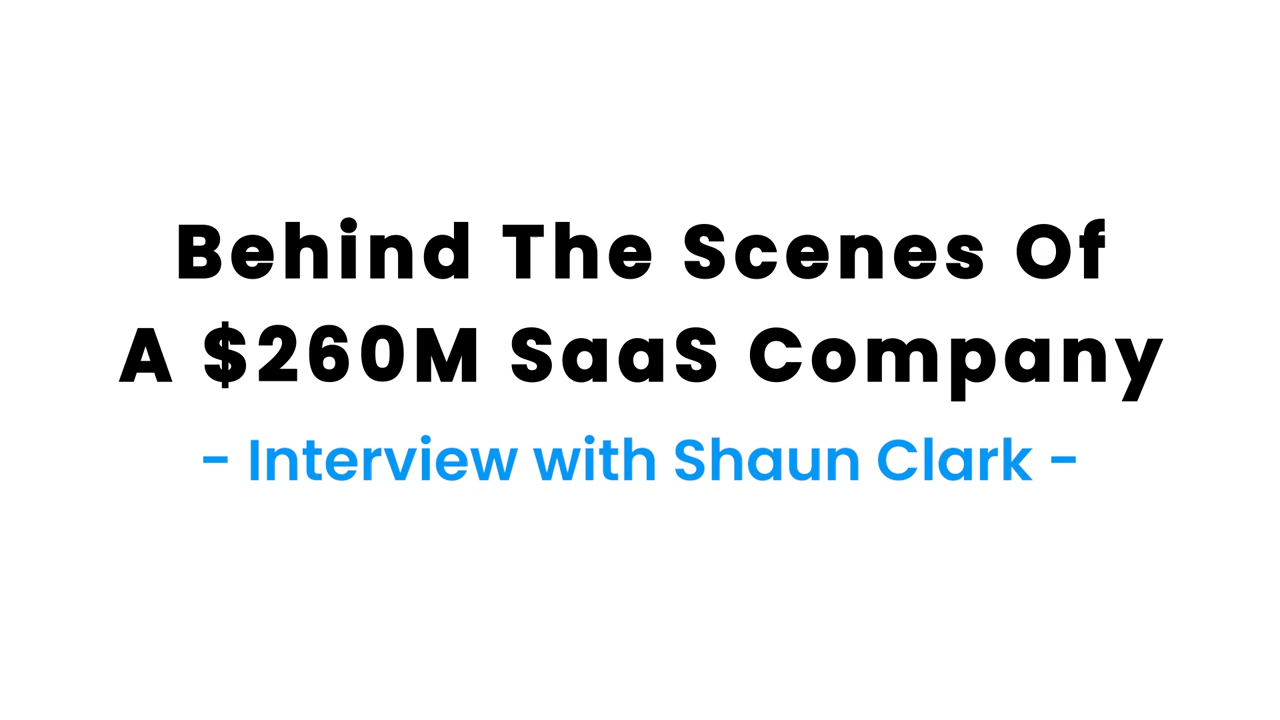 Behind The Scenes Of
A $260M SaaS Company
- Interview with Shaun Clark -